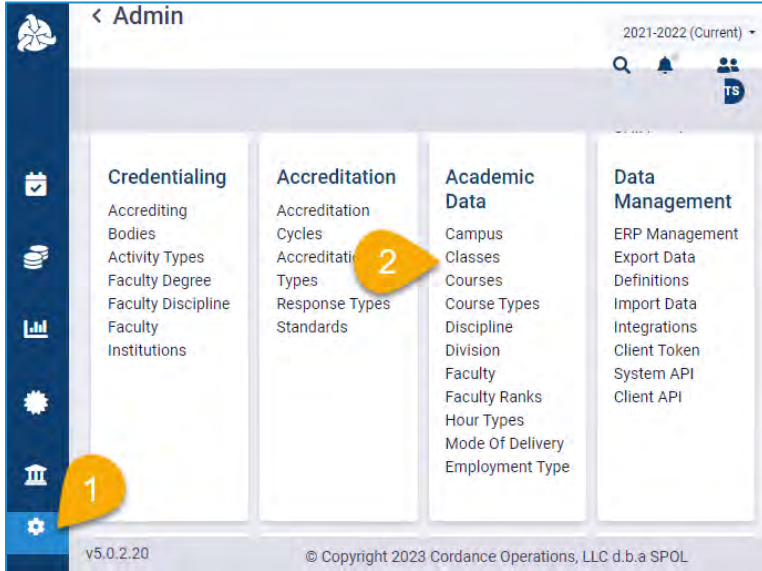 < Admin
2021-2022 (Current)
TS
Credentialing
Accrediting
Bodies
Activity Types
Faculty Degree
Faculty Discipline
Faculty
Institutions
Accreditation
Accreditation
Cycles
Types
Response Types
Standards
Academic
Data
Campus
Classes
Courses
Course Types
Discipline
Division
Faculty
Faculty Ranks
Hour Types
Mode Of Delivery
Employment Type
Data
Management
ERP Management
Export Data
Definitions
Import Data
Integrations
Client Token
System API
Client API
2
1
v5.0.2.20
© Copyright 2023 Cordance Operations, LLC d.b.a SPOL